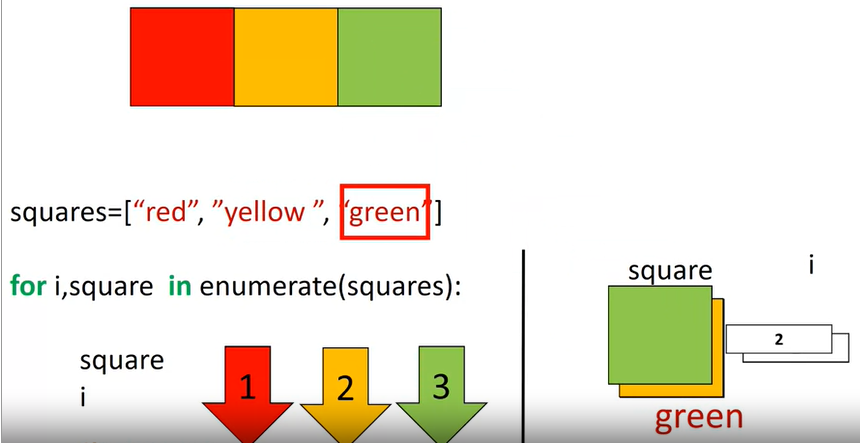 squares=[“red”, ”yellow ”, “green”]
for i,square in enumerate(squares):
square
i
1 2 3
square i
2
green